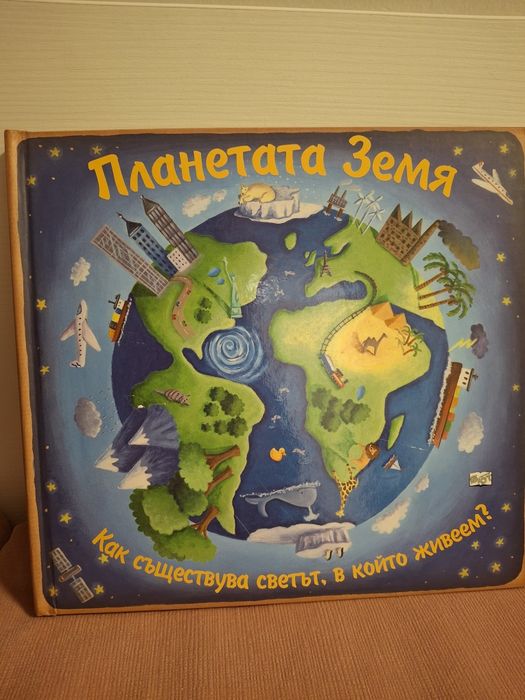 Планетата Земя
Как съществува светът, в който живеем?